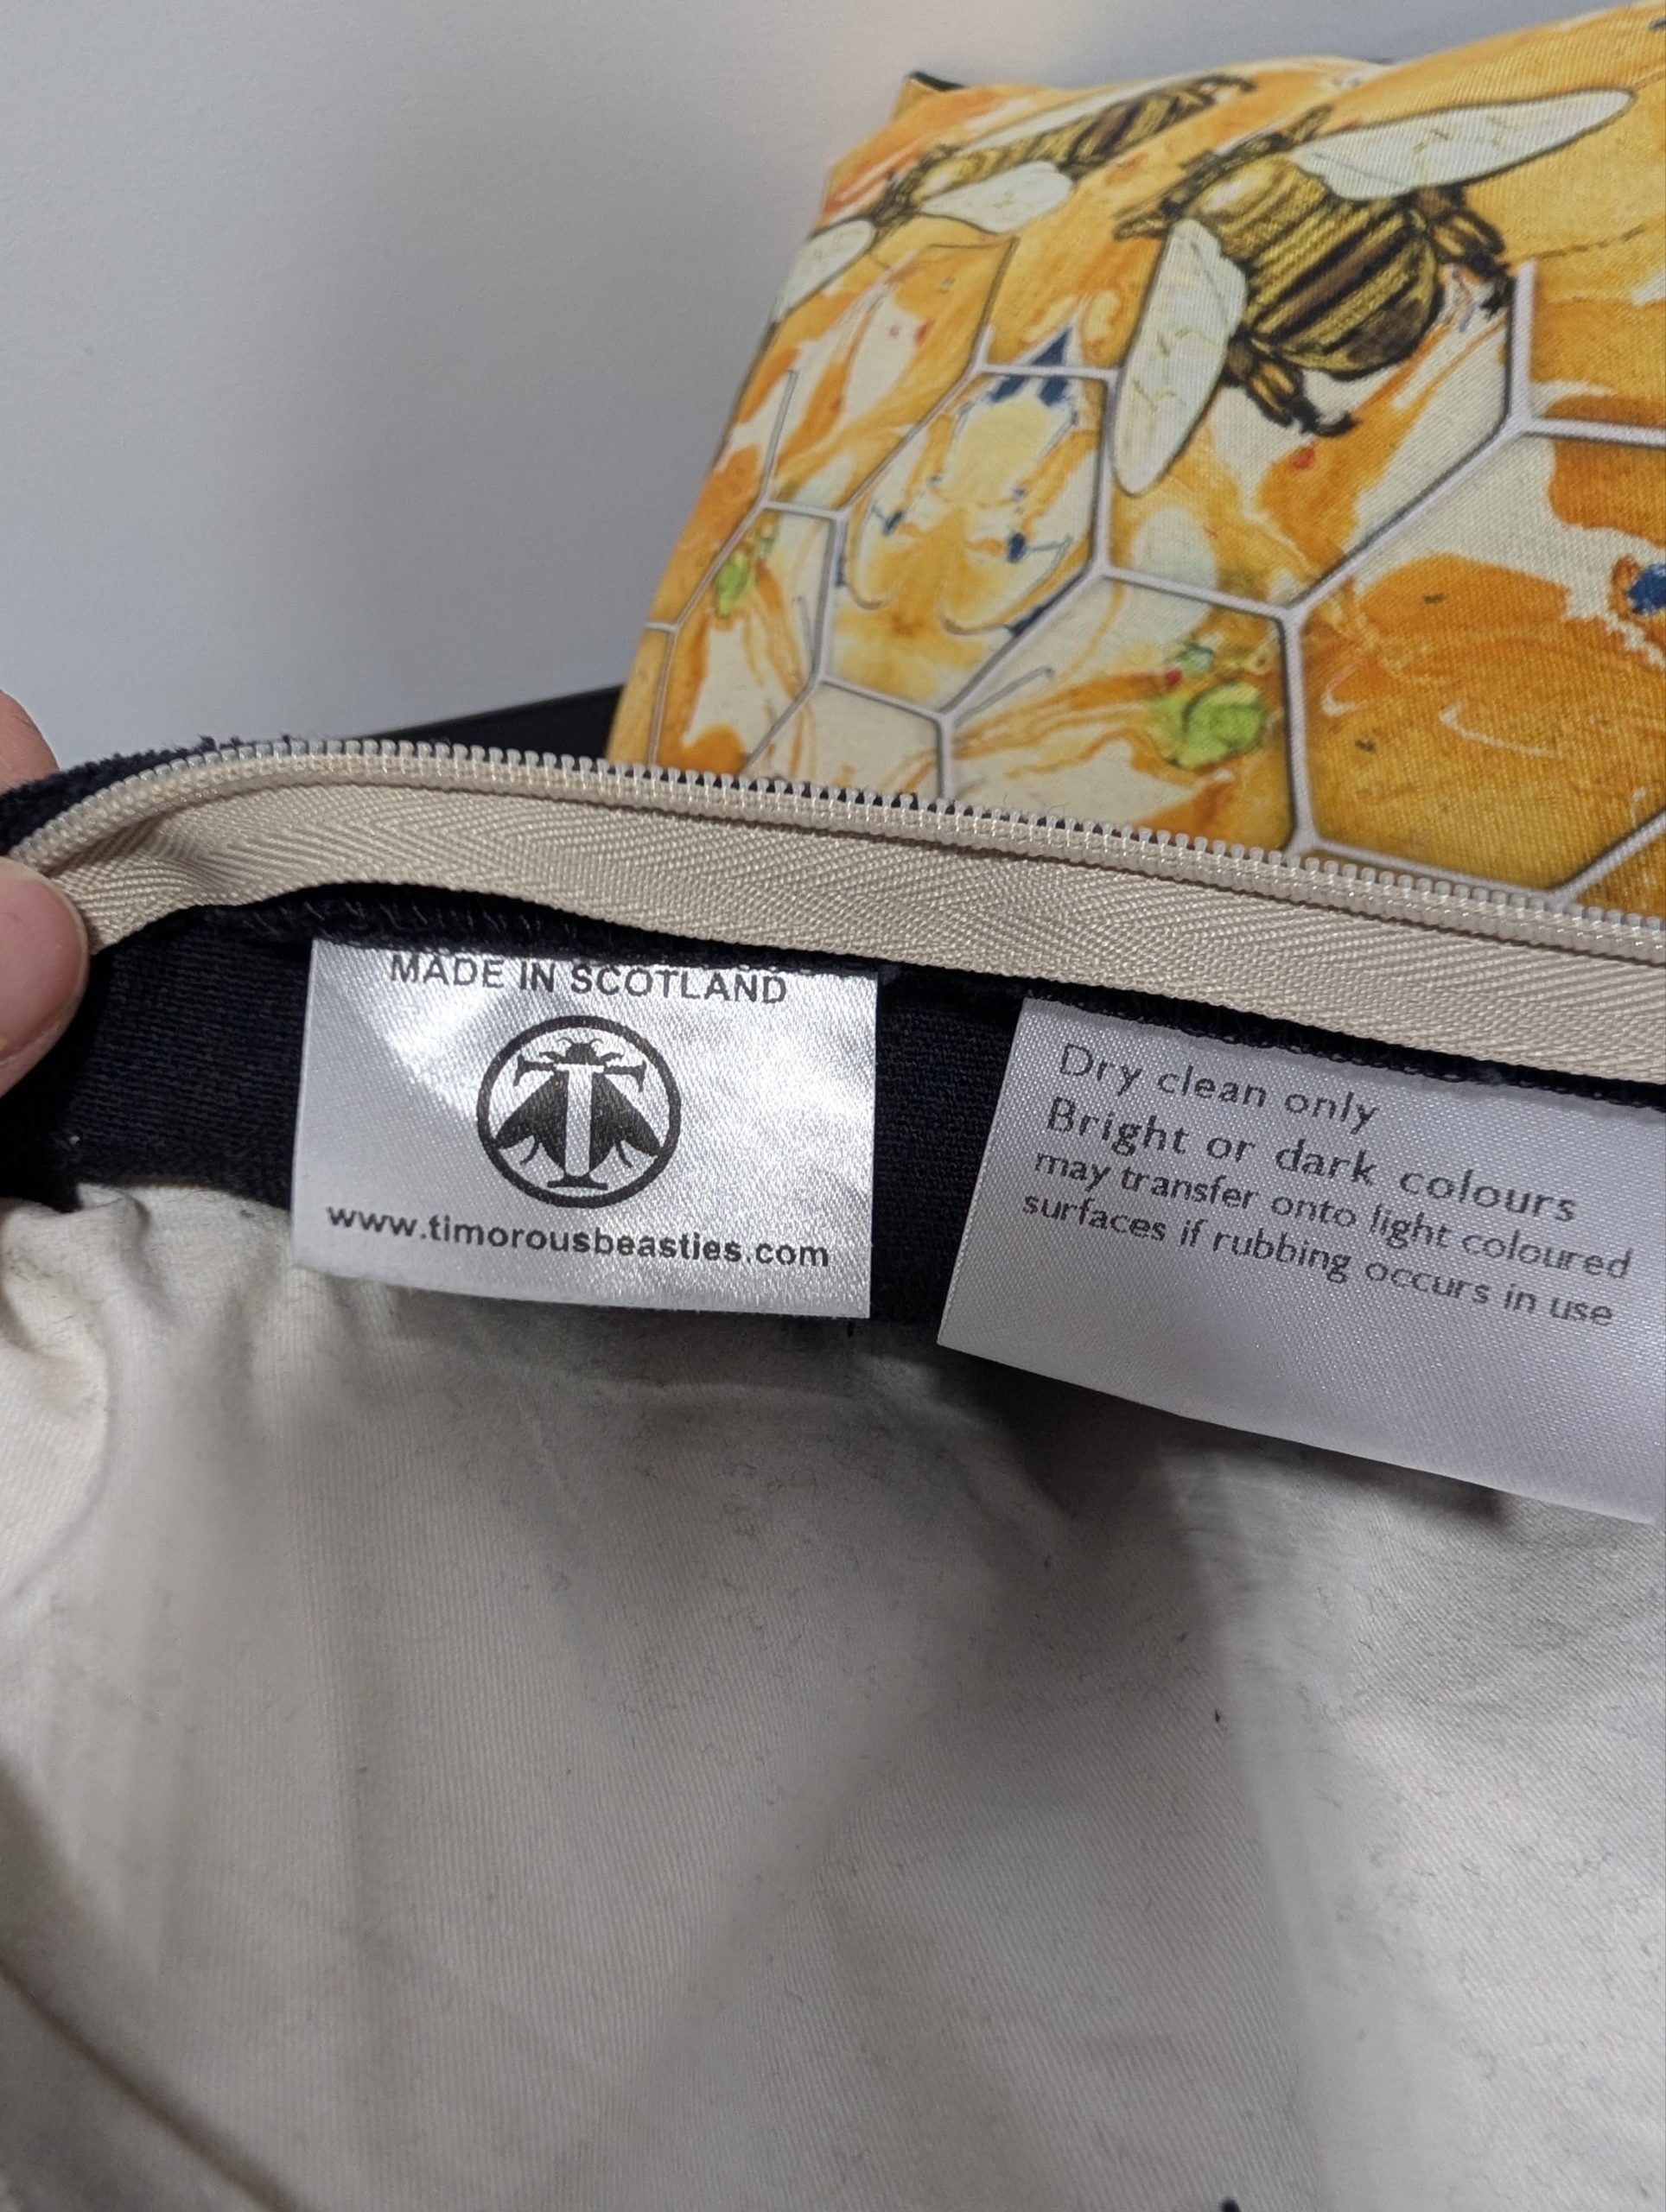 MADE IN SCOTLAND
www.timorousbeasties.com
Dry clean only
Bright or dark colours
may transfer onto light coloured
surfaces if rubbing occurs in use